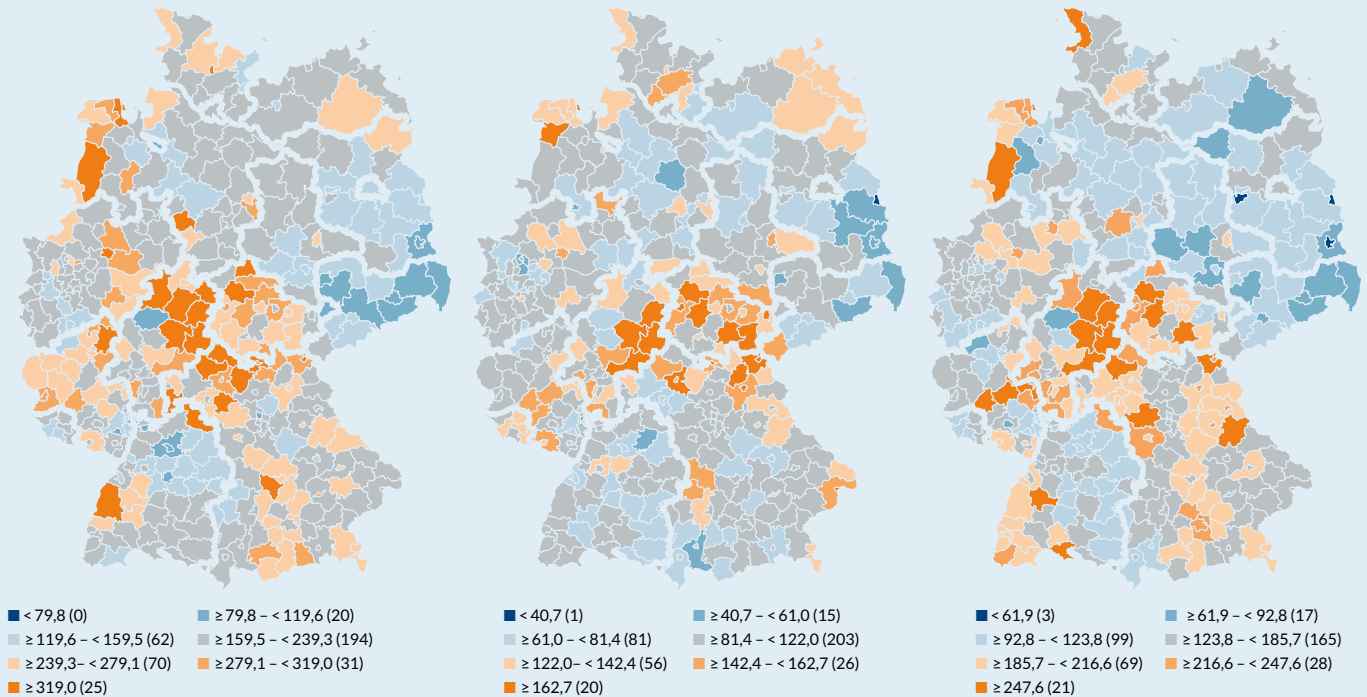 < 79,8 (0) ≥ 79,8 – < 119,6 (20)
≥ 119,6 – < 159,5 (62) ≥ 159,5 – < 239,3 (194)
≥ 239,3 – < 279,1 (70) ≥ 279,1 – < 319,0 (31)
≥ 319,0 (25)
< 40,7 (1) ≥ 40,7 – < 61,0 (15)
≥ 61,0 – < 81,4 (81) ≥ 81,4 – < 122,0 (203)
≥ 122,0 – < 142,4 (56) ≥ 142,4 – < 162,7 (26)
≥ 162,7 (20)
< 61,9 (3) ≥ 61,9 – < 92,8 (17)
≥ 92,8 – < 123,8 (99) ≥ 123,8 – < 185,7 (165)
≥ 185,7 – < 216,6 (69) ≥ 216,6 – < 247,6 (28)
≥ 247,6 (21)